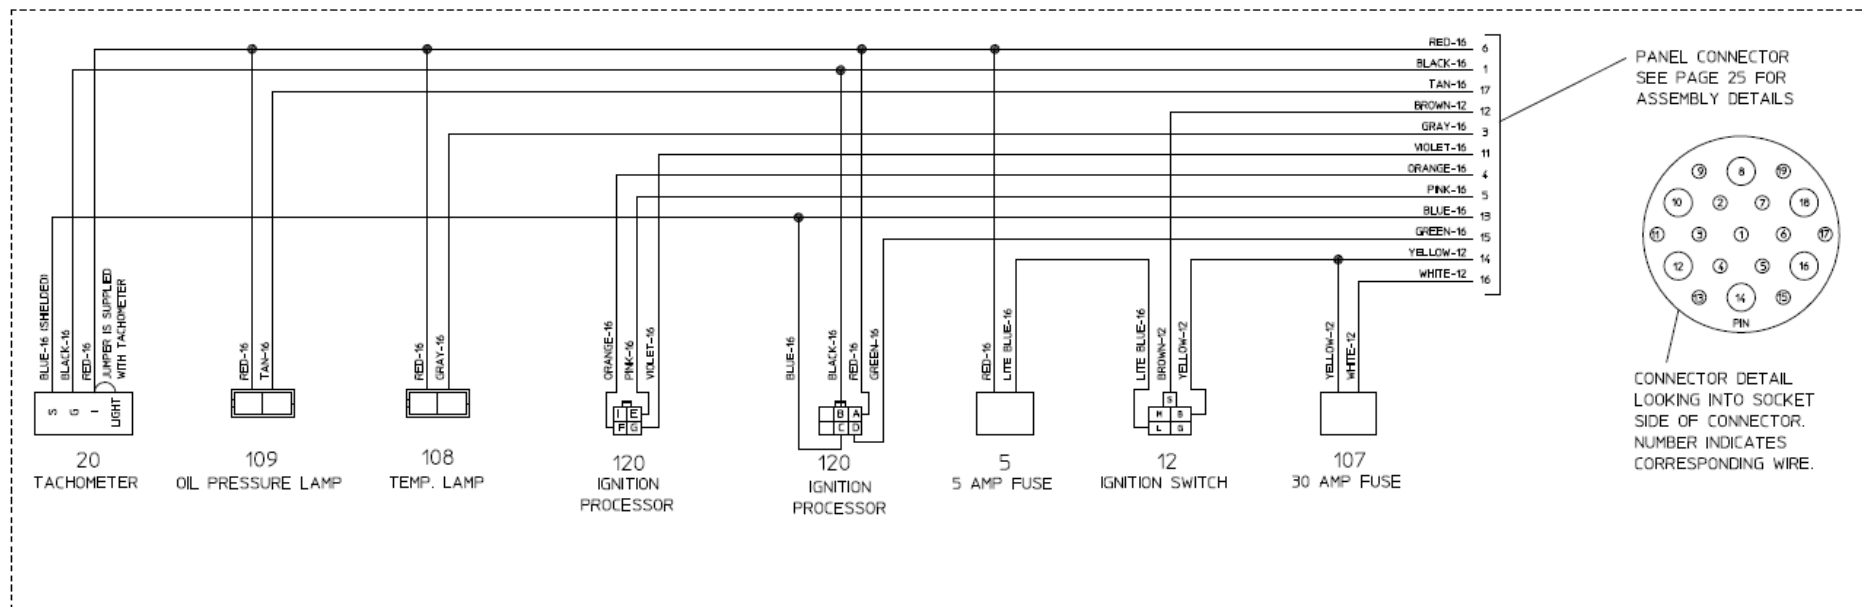 RED-16 6
BLACK-16 1
TAN-16 17
BROWN-12 12
GRAY-16 3
VIOLET-16 11
ORANGE-16 4
PINK-16 5
BLUE-16 13
GREEN-16 15
YELLOW-12 14
WHITE-12 16
PANEL CONNECTOR
SEE PAGE 25 FOR
ASSEMBLY DETAILS
9 8 19
10 2 7 18
11 3 1 6 17
12 4 5 16
13 14 15
PIN
CONNECTOR DETAIL
LOOKING INTO SOCKET
SIDE OF CONNECTOR.
NUMBER INDICATES
CORRESPONDING WIRE.
BLUE-16 (SHIELDED)
BLACK-16
RED-16
JUMPER IS SUPPLIED
WITH TACHOMETER
S G I LIGHT
20
TACHOMETER
RED-16
TAN-16
109
OIL PRESSURE LAMP
RED-16
GRAY-16
108
TEMP. LAMP
ORANGE-16
PINK-16
VIOLET-16
I E
F G
120
IGNITION
PROCESSOR
BLUE-16
BLACK-16
RED-16
GREEN-16
B A
C D
120
IGNITION
PROCESSOR
RED-16
LITE BLUE-16
5
5 AMP FUSE
LITE BLUE-16
BROWN-12
YELLOW-12
S
L
12
IGNITION SWITCH
YELLOW-12
WHITE-12
107
30 AMP FUSE